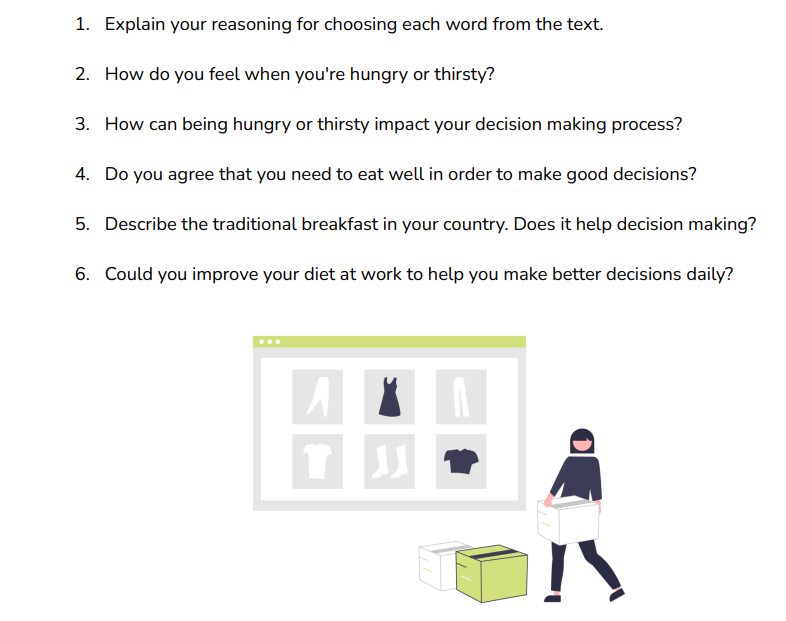 1. Explain your reasoning for choosing each word from the text.
2. How do you feel when you're hungry or thirsty?
3. How can being hungry or thirsty impact your decision making process?
4. Do you agree that you need to eat well in order to make good decisions?
5. Describe the traditional breakfast in your country. Does it help decision making?
6. Could you improve your diet at work to help you make better decisions daily?